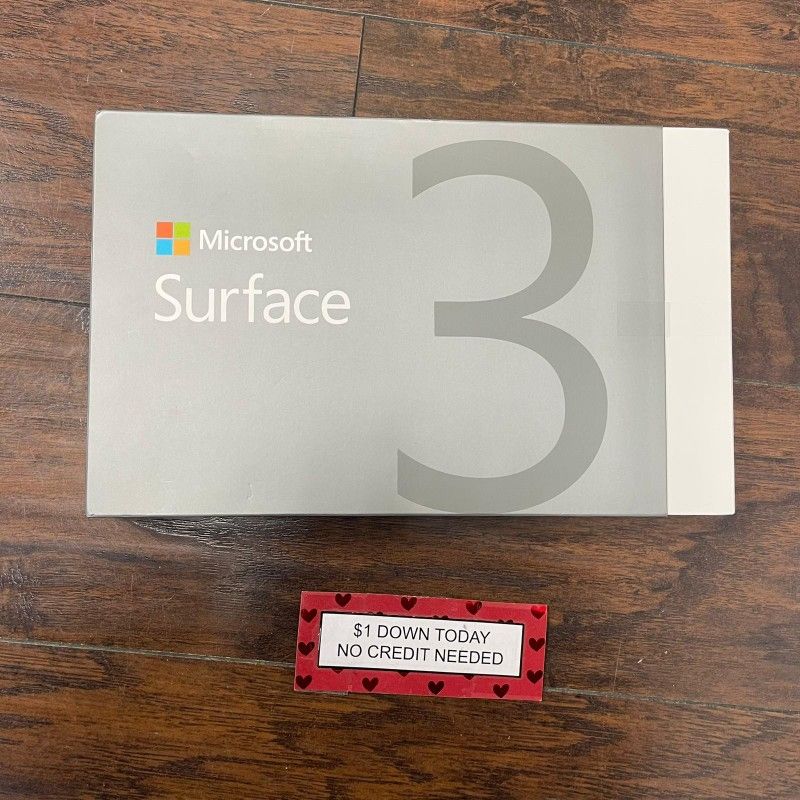 Microsoft
Surface
3
$1 DOWN TODAY
NO CREDIT NEEDED